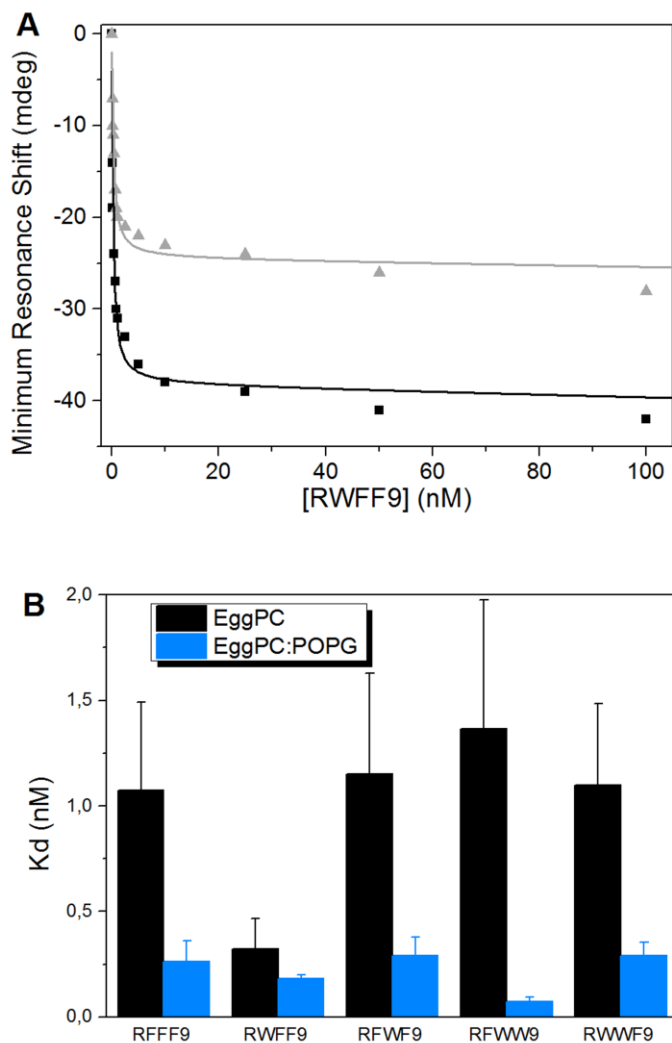 A
0
-10
-20
-30
-40
Minimum Resonance Shift (mdeg)
0 20 40 60 80 100
[RWFF9] (nM)
B
2,0
1,5
1,0
0,5
0,0
Kd (nM)
EggPC
EggPC:POPG
RFFF9 RWFF9 RFWF9 RFWW9 RWWF9